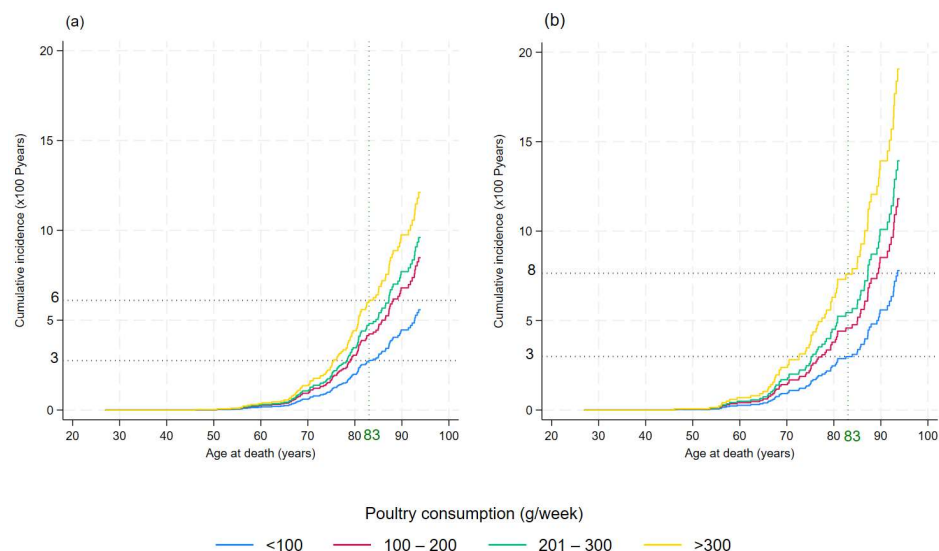 (a)
(b)
Cumulative incidence (x100 Pyears)
20
15
10
6
5
3
0
20 30 40 50 60 70 80 83 90 100
Age at death (years)
Cumulative incidence (x100 Pyears)
20
15
10
8
5
3
0
20 30 40 50 60 70 80 83 90 100
Age at death (years)
Poultry consumption (g/week)
<100 100 – 200 201 – 300 >300